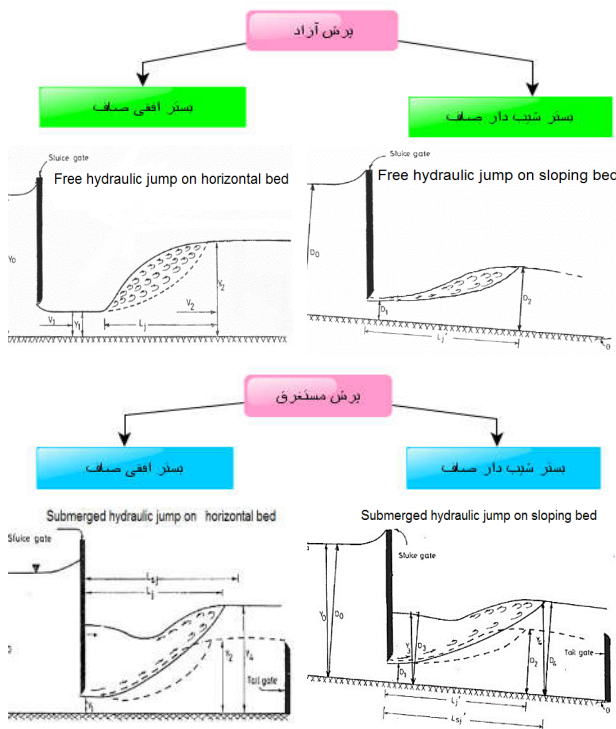 پرش آزاد
بستر افقی صاف
بستر شیب دار صاف
Sluice gate
Free hydraulic jump on horizontal bed
Y0
V1
Y1
Lj
V2
Y2
Sluice gate
Free hydraulic jump on sloping bed
D0
D1
Lj'
D2
پرش مستغرق
بستر افقی صاف
بستر شیب دار صاف
Submerged hydraulic jump on horizontal bed
Sluice gate
Lsj
Lj
Y2
Y4
Tail gate
Y1
Submerged hydraulic jump on sloping bed
Sluice gate
Y0
D0
Y3
D3
D1
D2
Y4
D4
Tail gate
Lj'
Lsj'